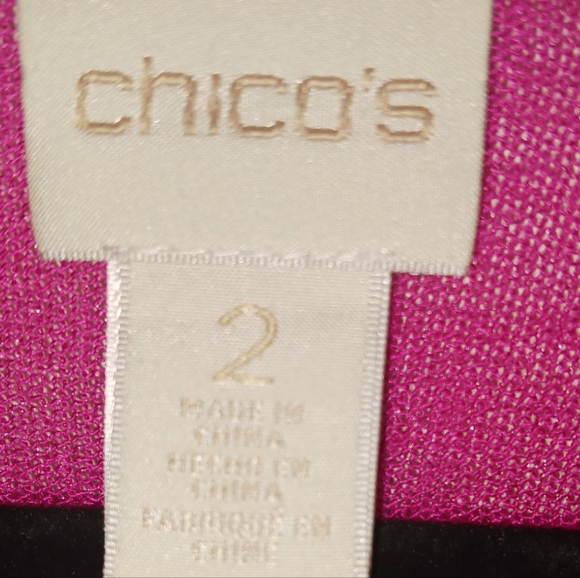 chico's
2
MADE IN
CHINA
HECHO EN
CHINA
FABRIQUÉ EN
CHINE